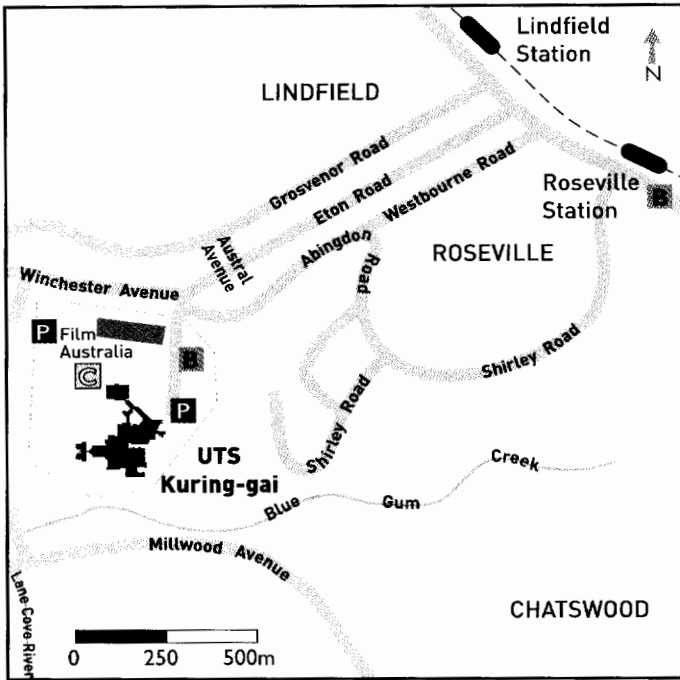 Lindfield
Station
N
LINDFIELD
Grosvenor Road
Eton Road
Westbourne Road
Roseville
Station
B
Abingdon
Road
Austral
Avenue
ROSEVILLE
Winchester Avenue
P
Film
Australia
C
B
P
Shirley Road
Shirley Road
UTS
Kuring-gai
Blue Gum Creek
Millwood Avenue
Lane Cove River
CHATSWOOD
0 250 500m